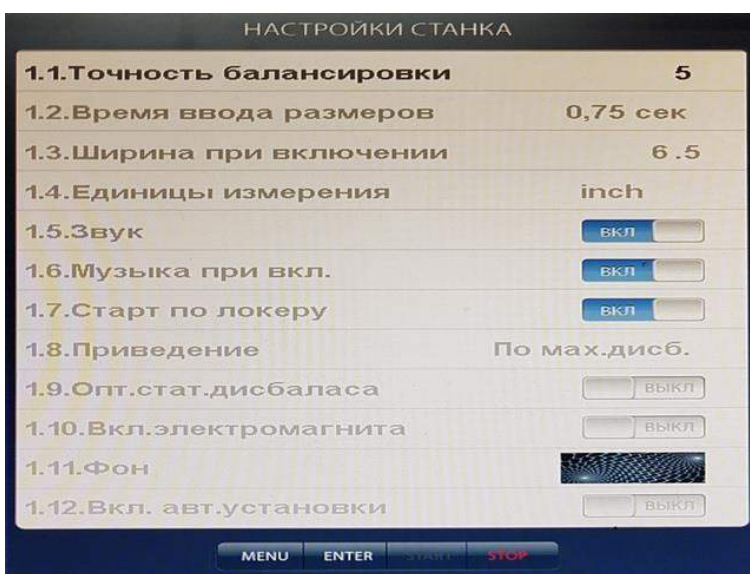 НАСТРОЙКИ СТАНКА
1.1.Точность балансировки 5
1.2.Время ввода размеров 0,75 сек
1.3.Ширина при включении 6.5
1.4.Единицы измерения inch
1.5.Звук ВКЛ
1.6.Музыка при вкл. ВКЛ
1.7.Старт по локеру ВКЛ
1.8.Приведение По мах.дисб.
1.9.Опт.стат.дисбаласа ВЫКЛ
1.10.Вкл.электромагнита ВЫКЛ
1.11.Фон
1.12.Вкл. авт.установки ВЫКЛ
MENU ENTER START STOP